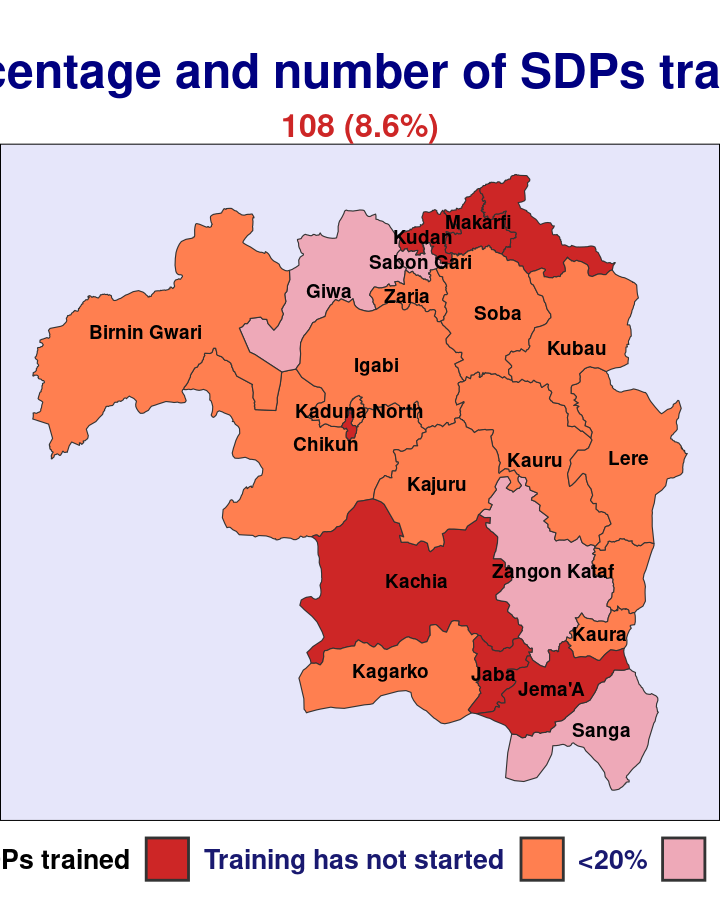 centage and number of SDPs tra
108 (8.6%)
Makarfi
Kudan
Sabon Gari
Giwa
Zaria
Soba
Birnin Gwari
Kubau
Igabi
Kaduna North
Chikun
Kauru
Lere
Kajuru
Zangon Kataf
Kachia
Kaura
Kagarko
Jaba
Jema'A
Sanga
Ps trained
Training has not started
<20%